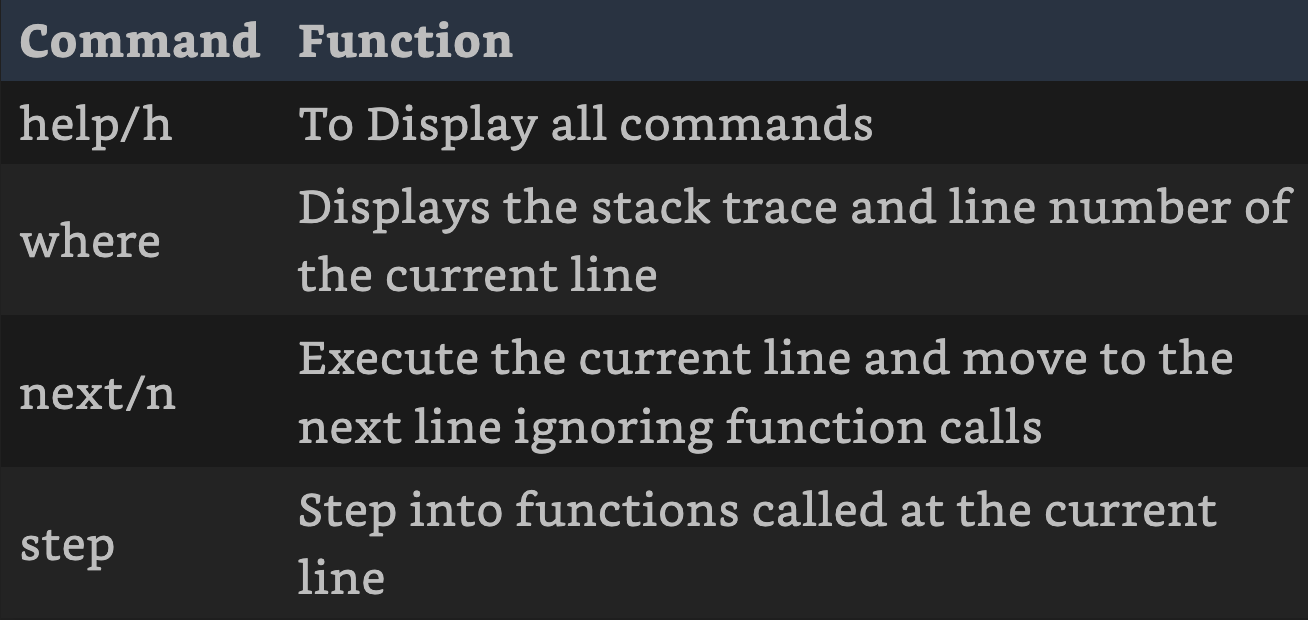 Command Function
help/h To Display all commands
where Displays the stack trace and line number of
the current line
next/n Execute the current line and move to the
next line ignoring function calls
step Step into functions called at the current
line